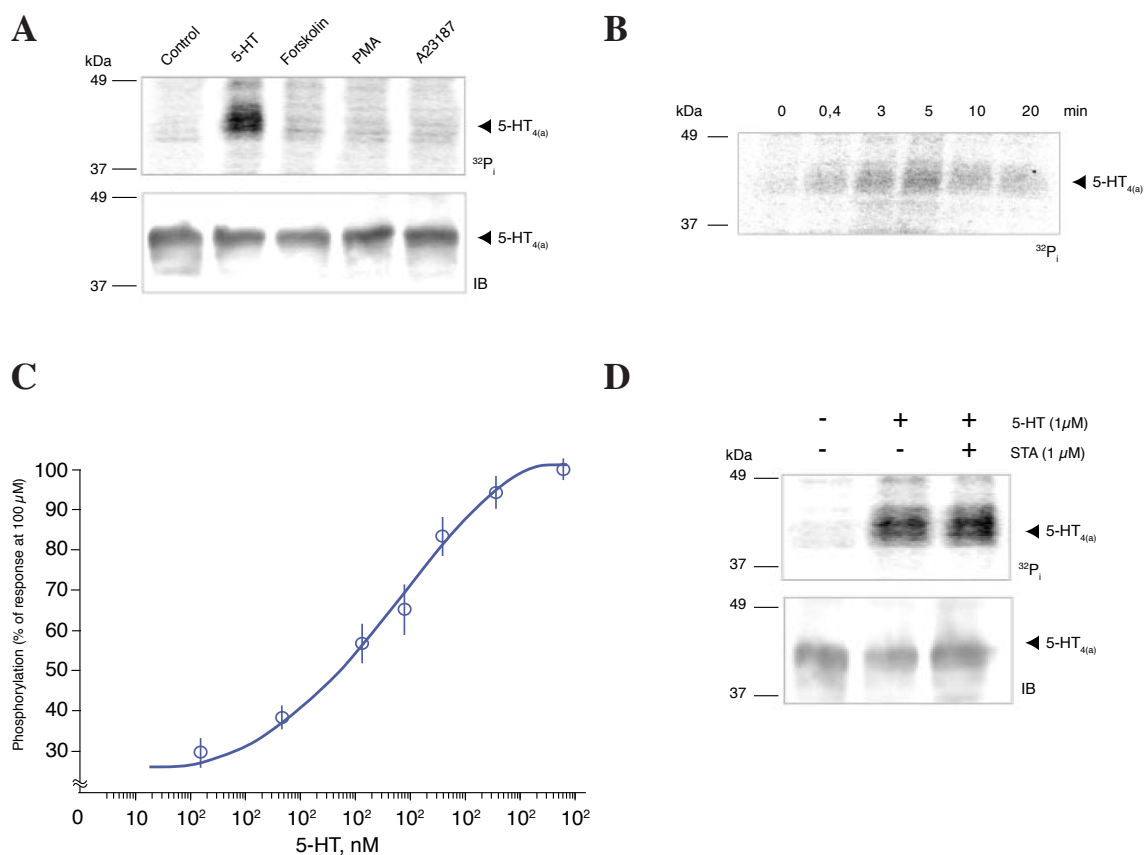 A
Control 5-HT Forskolin PMA A23187
kDa
49
5-HT4(a)
37
32Pi
49
5-HT4(a)
37
IB
B
kDa 0 0,4 3 5 10 20 min
49
5-HT4(a)
37
32Pi
C
Phosphorylation (% of response at 100 µM)
100
90
80
70
60
50
40
30
0 10 10² 10² 10² 10² 10² 10² 10² 10²
5-HT, nM
D
- + + 5-HT (1µM)
- - + STA (1 µM)
kDa
49
5-HT4(a)
37
32Pi
49
5-HT4(a)
37
IB